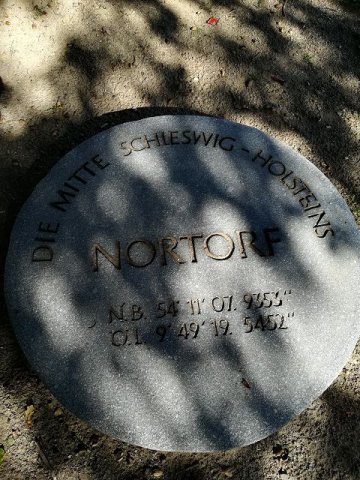 DIE MITTE SCHLESWIG-HOLSTEINS
NORTORF
N.B. 54° 11' 07. 9353"
Ö.L. 9° 49' 19. 5452"